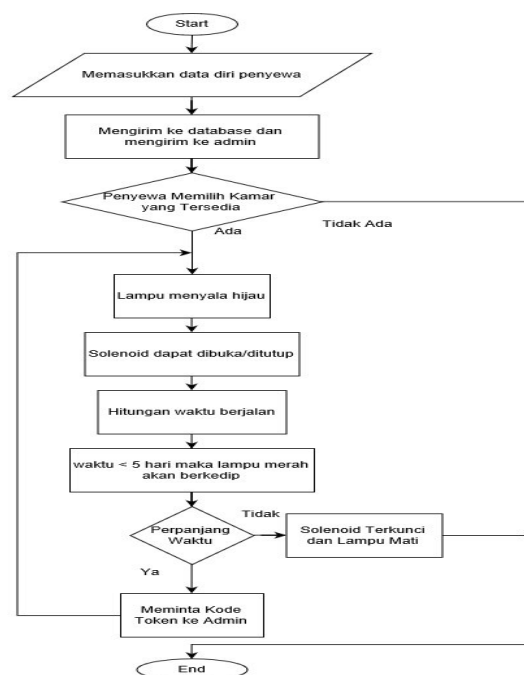 Start
Memasukkan data diri penyewa
Mengirim ke database dan
mengirim ke admin
Penyewa Memilih Kamar
yang Tersedia
Tidak Ada
Ada
Lampu menyala hijau
Solenoid dapat dibuka/ditutup
Hitungan waktu berjalan
waktu < 5 hari maka lampu merah
akan berkedip
Perpanjang
Waktu
Tidak
Solenoid Terkunci
dan Lampu Mati
Ya
Meminta Kode
Token ke Admin
End